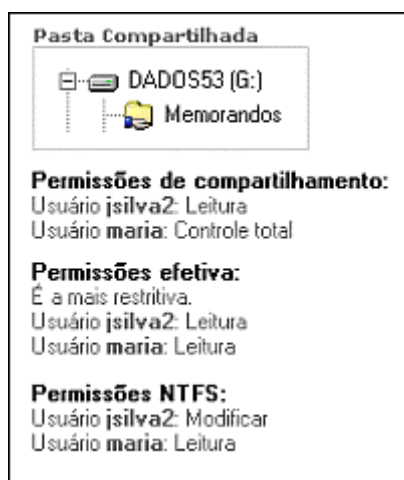 Pasta Compartilhada
DADOS53 (G:)
Memorandos
Permissões de compartilhamento:
Usuário jsilva2: Leitura
Usuário maria: Controle total
Permissões efetiva:
É a mais restritiva.
Usuário jsilva2: Leitura
Usuário maria: Leitura
Permissões NTFS:
Usuário jsilva2: Modificar
Usuário maria: Leitura